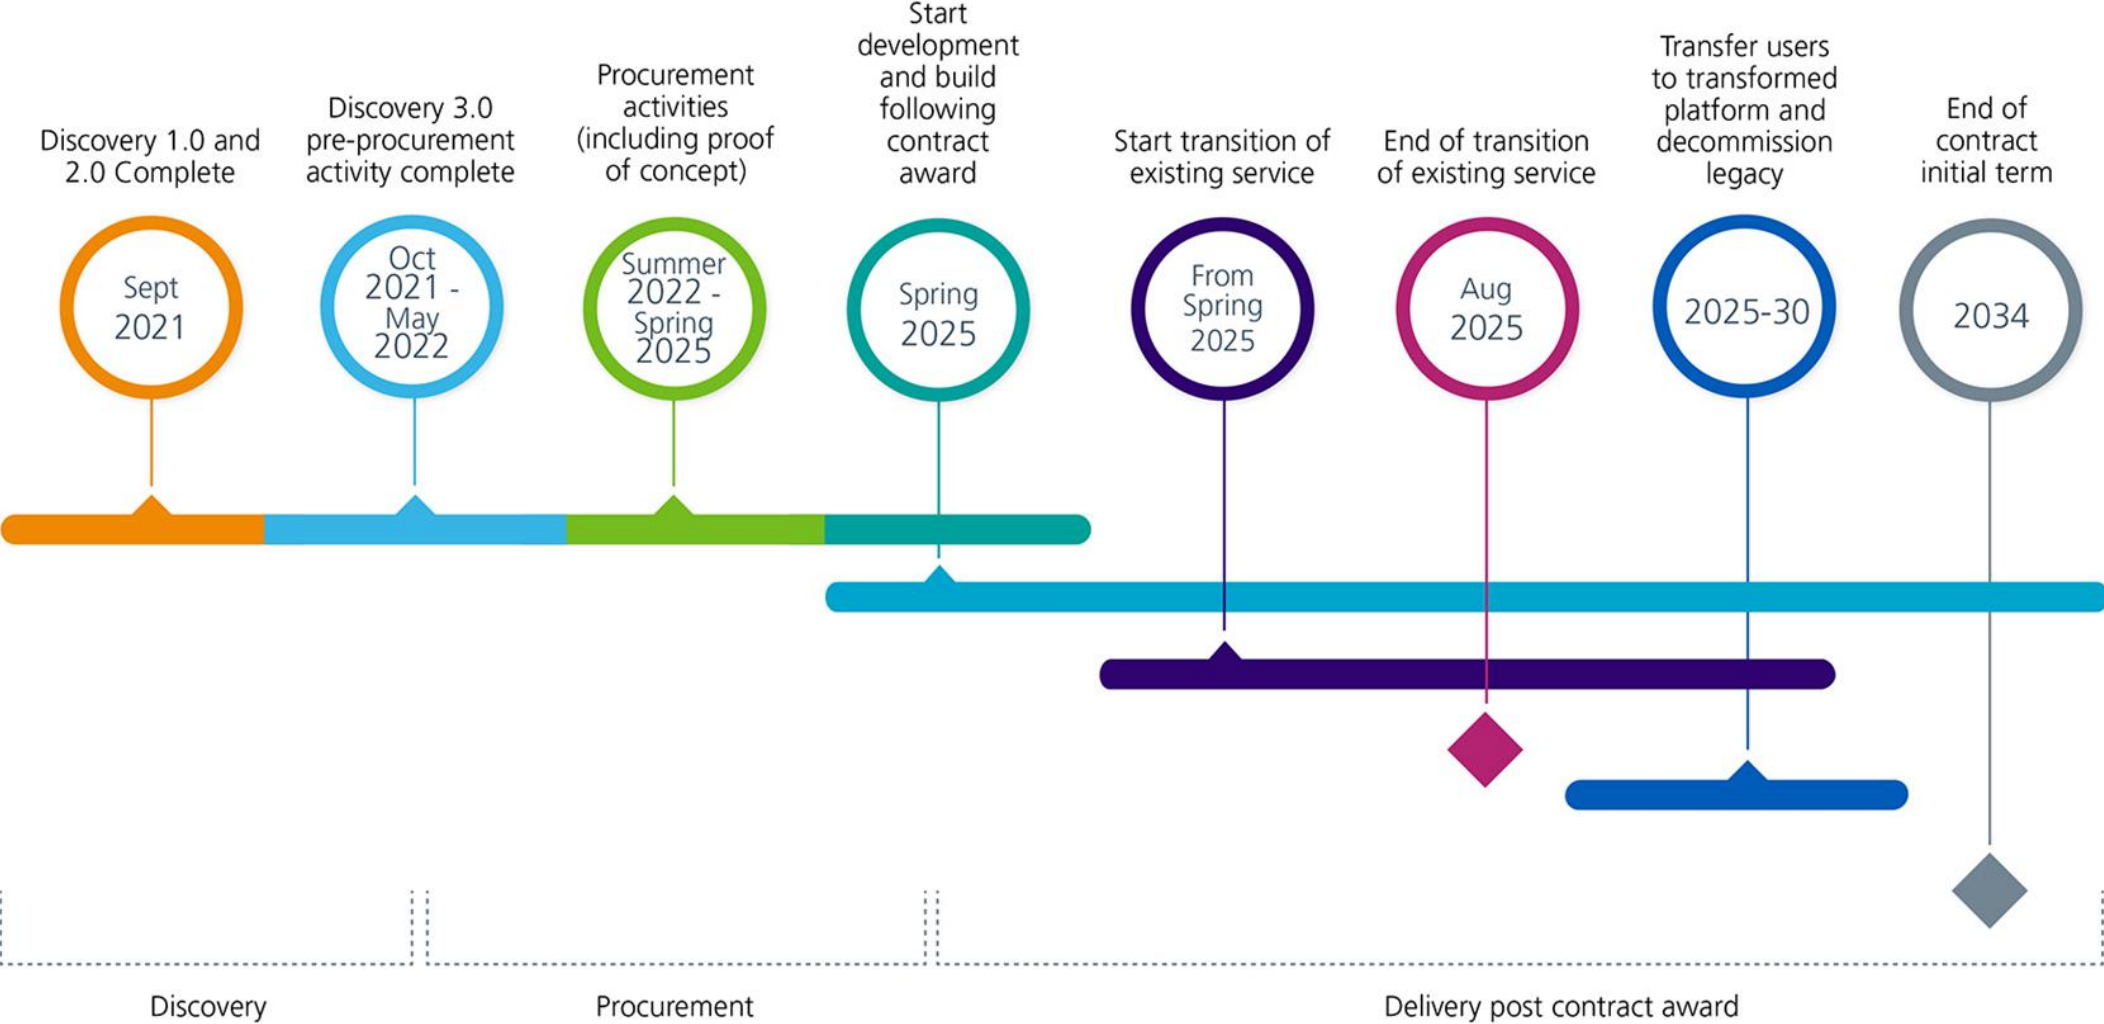 Discovery 1.0 and
2.0 Complete
Discovery 3.0
pre-procurement
activity complete
Procurement
activities
(including proof
of concept)
Start
development
and build
following
contract
award
Start transition of
existing service
End of transition
of existing service
Transfer users
to transformed
platform and
decommission
legacy
End of
contract
initial term
Sept
2021
Oct
2021 -
May
2022
Summer
2022 -
Spring
2025
Spring
2025
From
Spring
2025
Aug
2025
2025-30
2034
Discovery
Procurement
Delivery post contract award